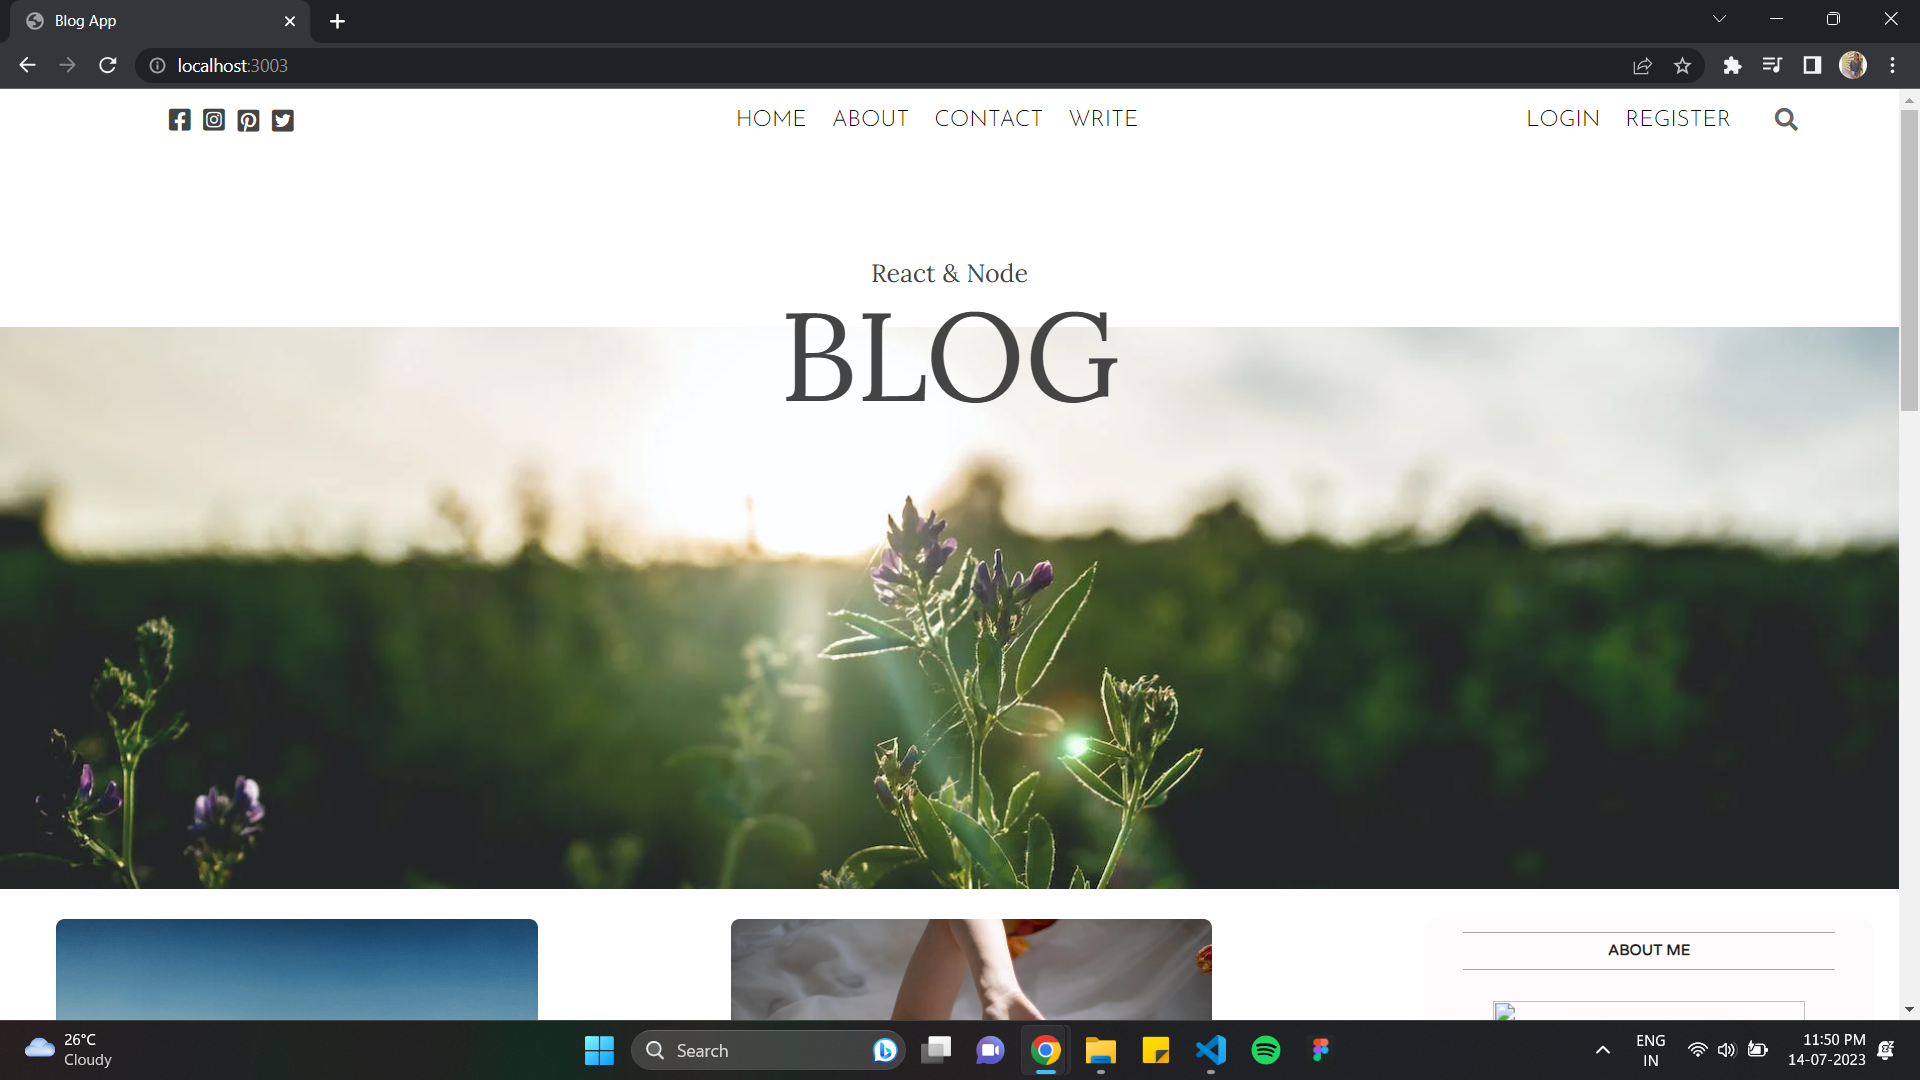 Blog App
localhost:3003
HOME ABOUT CONTACT WRITE
LOGIN REGISTER
React & Node
BLOG
ABOUT ME
26°C
Cloudy
Search
ENG
IN
11:50 PM
14-07-2023